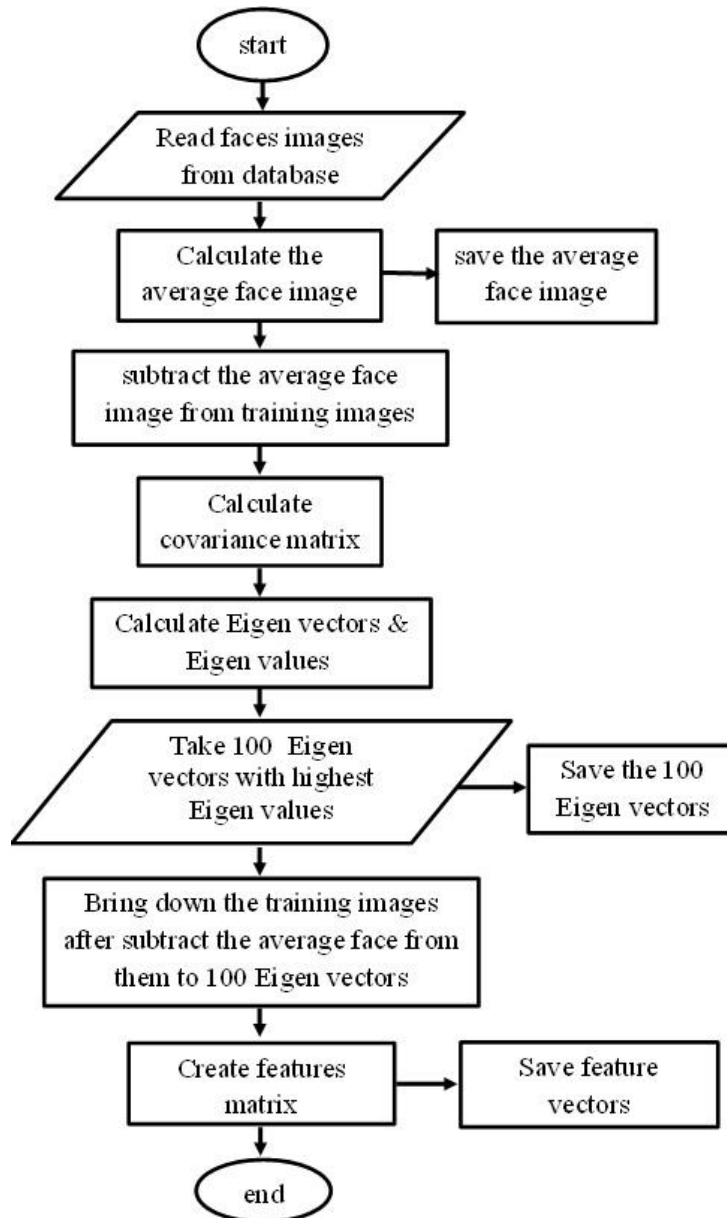 start
Read faces images
from database
Calculate the
average face image
save the average
face image
subtract the average face
image from training images
Calculate
covariance matrix
Calculate Eigen vectors &
Eigen values
Take 100 Eigen
vectors with highest
Eigen values
Save the 100
Eigen vectors
Bring down the training images
after subtract the average face from
them to 100 Eigen vectors
Create features
matrix
Save feature
vectors
end